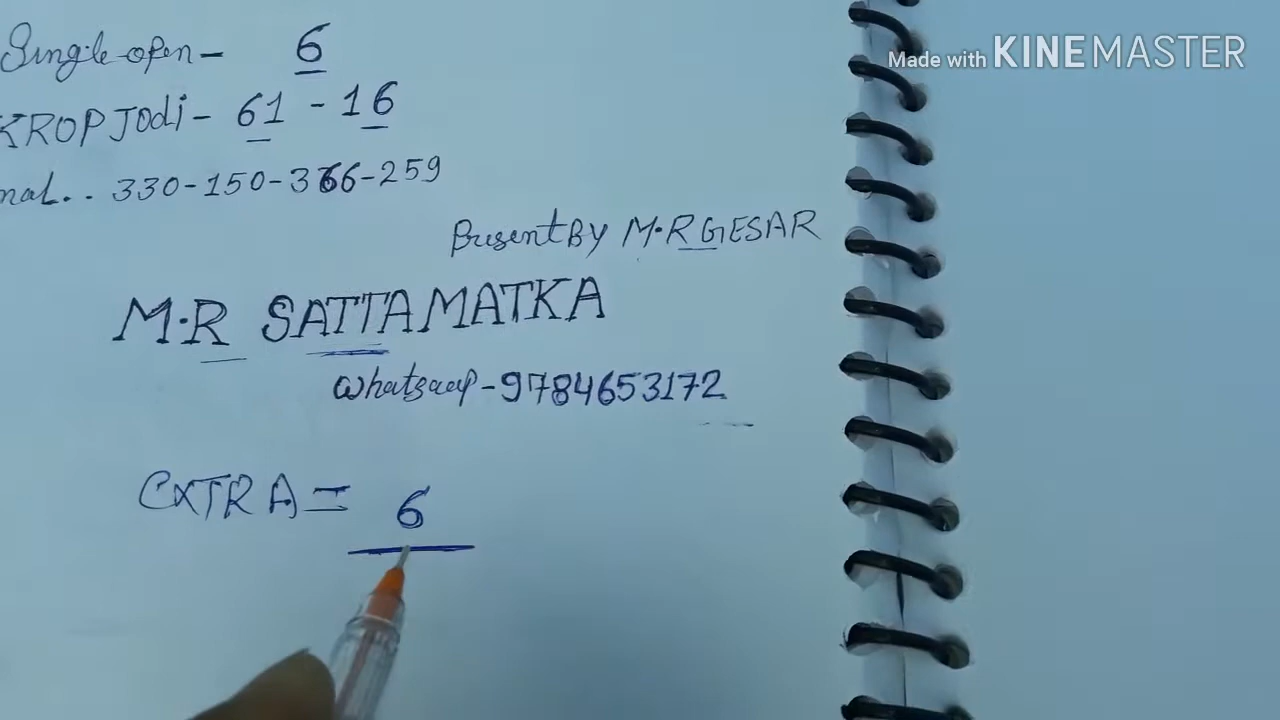 Single open - 6
Made with KINEMASTER
KROP JODi - 61 - 16
nal.. 330-150-366-259
Present By M.R GESAR
M.R SATTAMATKA
Whatsaap - 9784653172
EXTRA = 6